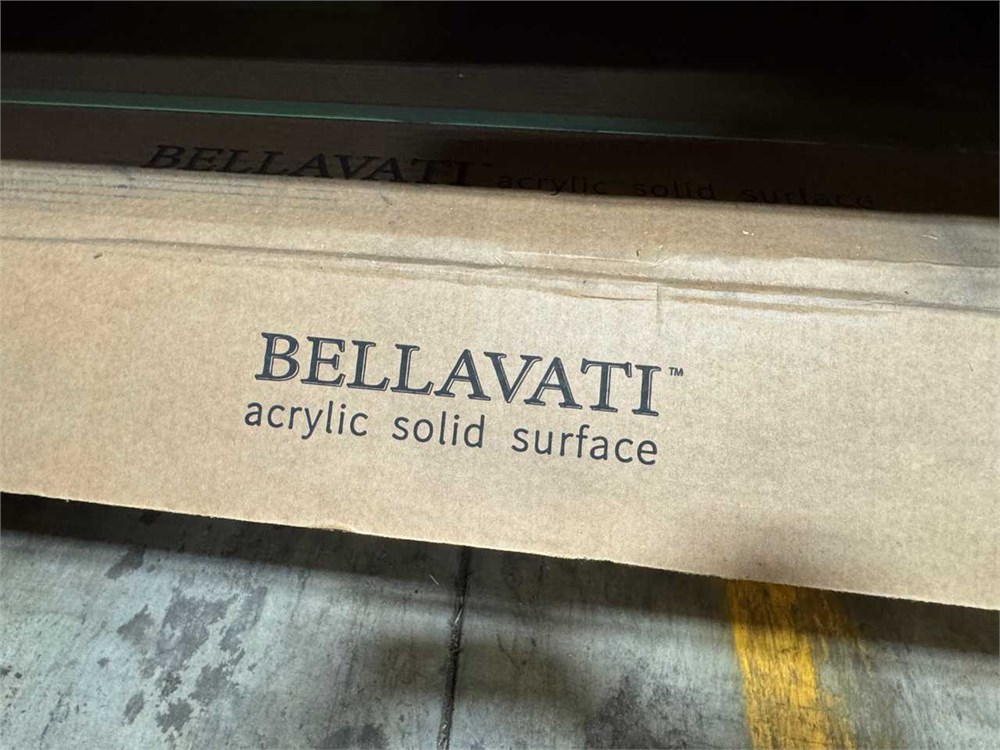 BELLAVATI™ acrylic solid surface
BELLAVATI™
acrylic solid surface